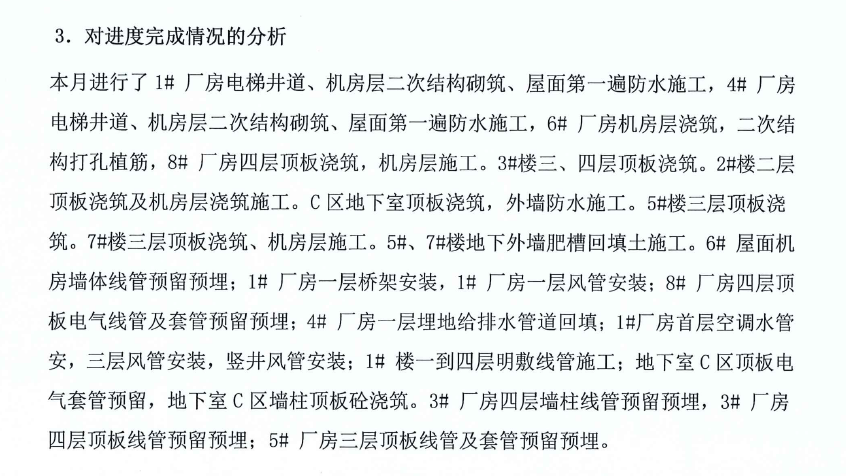 3. 对进度完成情况的分析
本月进行了 1# 厂房电梯井道、机房层二次结构砌筑、屋面第一遍防水施工，4# 厂房
电梯井道、机房层二次结构砌筑、屋面第一遍防水施工，6# 厂房机房层浇筑，二次结
构打孔植筋，8# 厂房四层顶板浇筑，机房层施工。3#楼三、四层顶板浇筑。2#楼二层
顶板浇筑及机房层浇筑施工。C 区地下室顶板浇筑，外墙防水施工。5#楼三层顶板浇
筑。7#楼三层顶板浇筑、机房层施工。5#、7#楼地下外墙肥槽回填土施工。6# 屋面机
房墙体线管预留预埋；1# 厂房一层桥架安装，1# 厂房一层风管安装；8# 厂房四层顶
板电气线管及套管预留预埋；4# 厂房一层埋地给排水管道回填；1#厂房首层空调水管
安，三层风管安装，竖井风管安装；1# 楼一到四层明敷线管施工；地下室 C 区顶板电
气套管预留，地下室 C 区墙柱顶板砼浇筑。3# 厂房四层墙柱线管预留预埋，3# 厂房
四层顶板线管预留预埋；5# 厂房三层顶板线管及套管预留预埋。